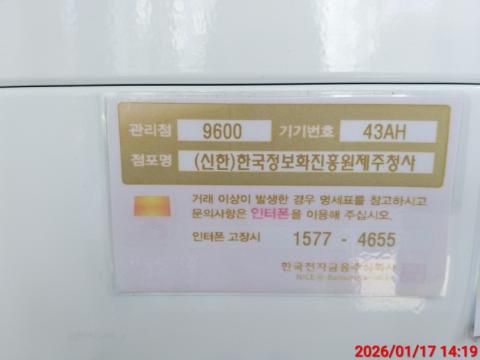 관리점 9600 기기번호 43AH
점포명 (신한)한국정보화진흥원제주청사
거래 이상이 발생한 경우 명세표를 참고하시고
문의사항은 인터폰을 이용해 주십시오.
인터폰 고장시 1577 - 4655
한국전자금융주식회사
2026/01/17 14:19